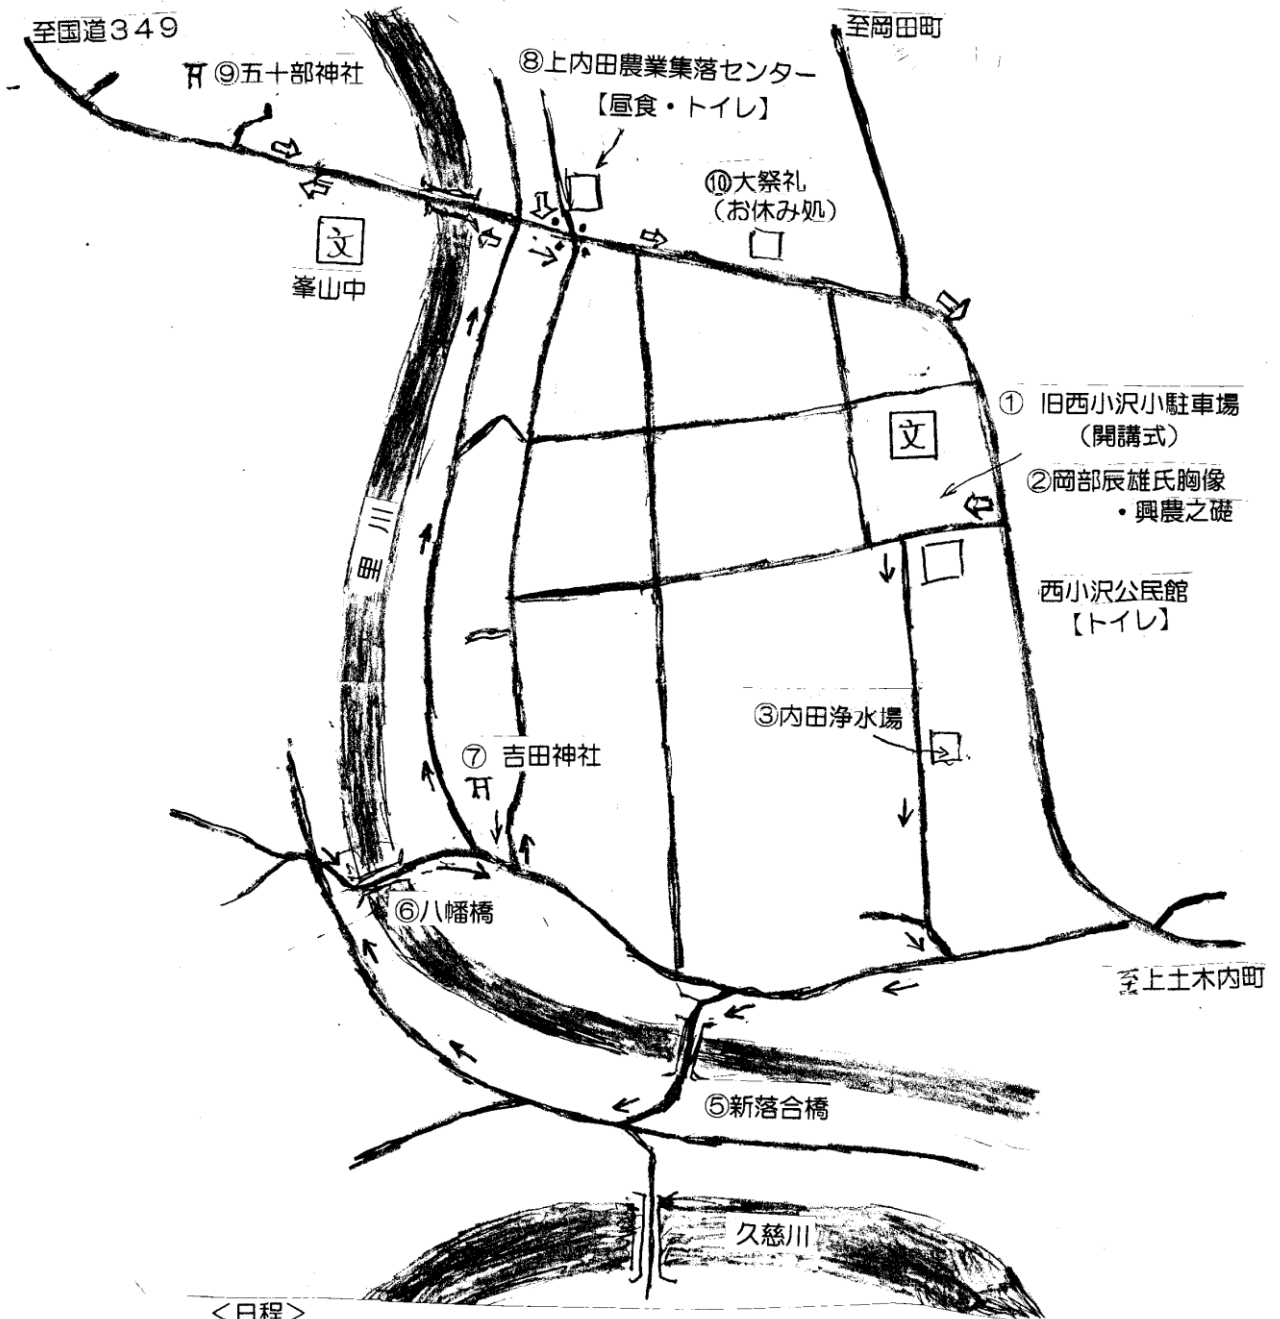 至国道349
至岡田町
⑨五十部神社
⑧上内田農業集落センター
【昼食・トイレ】
⑩大祭礼
（お休み処）
文
峯山中
① 旧西小沢小駐車場
（開講式）
文
②岡部辰雄氏胸像
・興農之礎
里川
西小沢公民館
【トイレ】
③内田浄水場
⑦ 吉田神社
⑥八幡橋
至上土木内町
⑤新落合橋
久慈川
＜日程＞